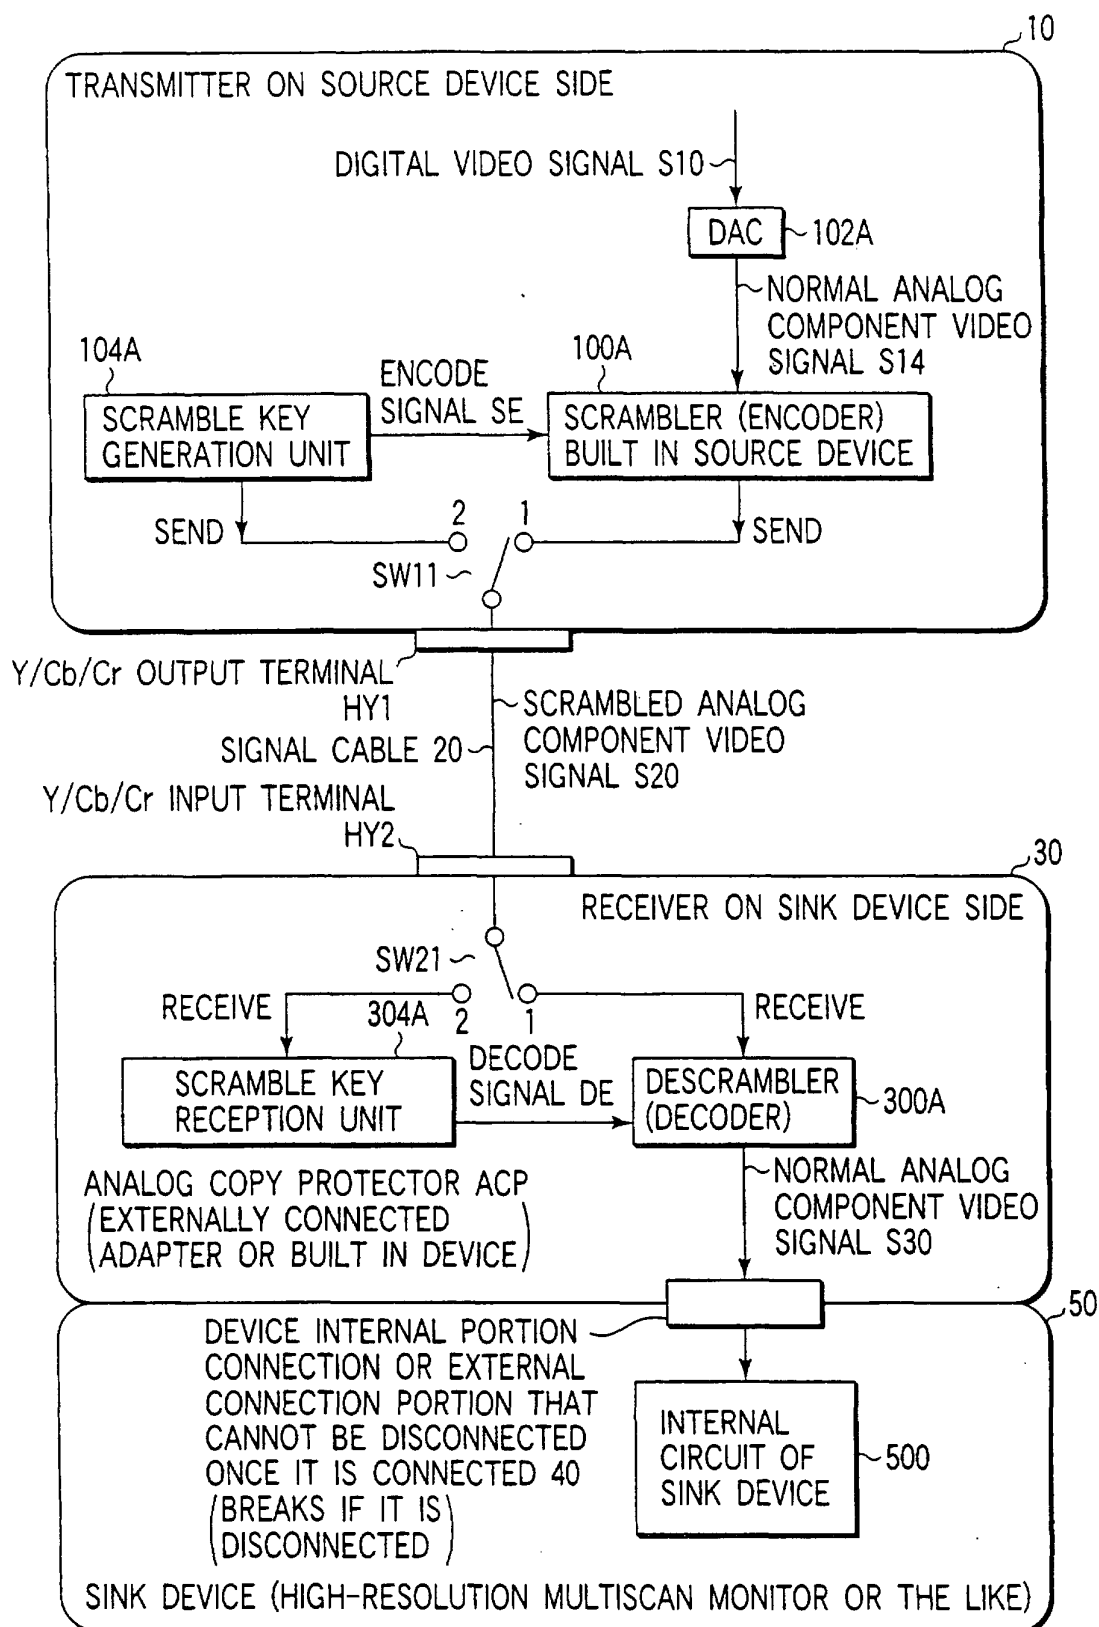 10
TRANSMITTER ON SOURCE DEVICE SIDE
DIGITAL VIDEO SIGNAL S10
DAC
102A
NORMAL ANALOG
COMPONENT VIDEO
SIGNAL S14
104A
ENCODE
SIGNAL SE
100A
SCRAMBLE KEY
GENERATION UNIT
SCRAMBLER (ENCODER)
BUILT IN SOURCE DEVICE
SEND
2
1
SEND
SW11
Y/Cb/Cr OUTPUT TERMINAL
HY1
SCRAMBLED ANALOG
COMPONENT VIDEO
SIGNAL S20
SIGNAL CABLE 20
Y/Cb/Cr INPUT TERMINAL
HY2
30
RECEIVER ON SINK DEVICE SIDE
SW21
RECEIVE
304A
2
1
RECEIVE
SCRAMBLE KEY
RECEPTION UNIT
DECODE
SIGNAL DE
DESCRAMBLER
(DECODER)
300A
ANALOG COPY PROTECTOR ACP
(EXTERNALLY CONNECTED
ADAPTER OR BUILT IN DEVICE)
NORMAL ANALOG
COMPONENT VIDEO
SIGNAL S30
50
DEVICE INTERNAL PORTION
CONNECTION OR EXTERNAL
CONNECTION PORTION THAT
CANNOT BE DISCONNECTED
ONCE IT IS CONNECTED 40
(BREAKS IF IT IS
DISCONNECTED)
INTERNAL
CIRCUIT OF
SINK DEVICE
500
SINK DEVICE (HIGH-RESOLUTION MULTISCAN MONITOR OR THE LIKE)